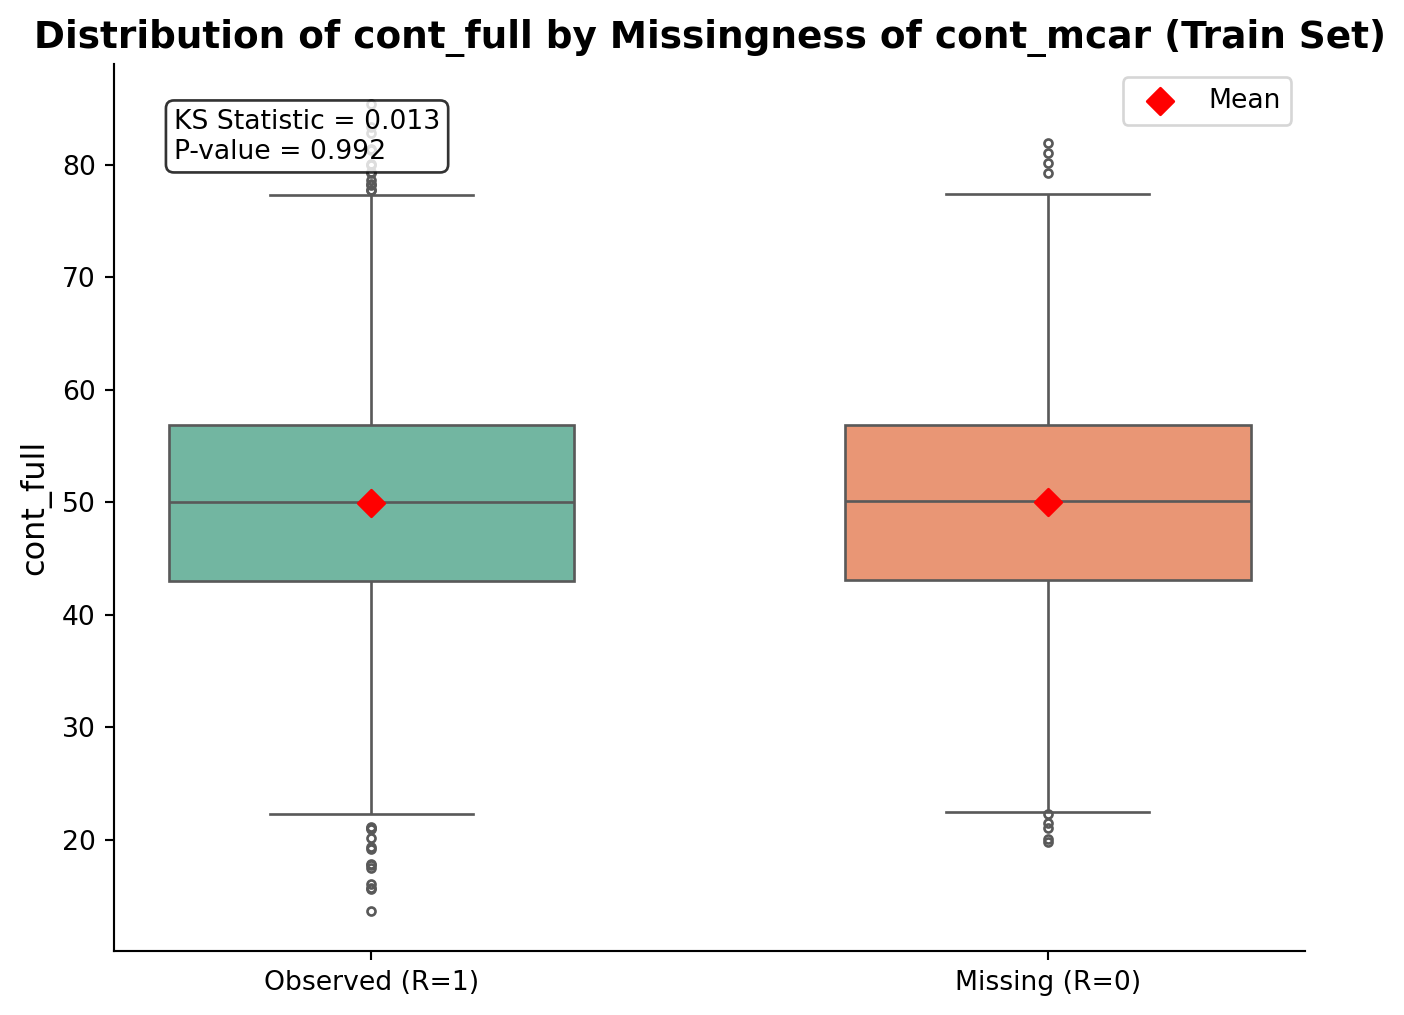 Distribution of cont_full by Missingness of cont_mcar (Train Set)
KS Statistic = 0.013
P-value = 0.992
Mean
80
70
60
50
40
30
20
cont_full
Observed (R=1)
Missing (R=0)